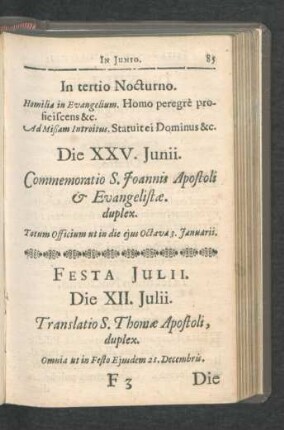 IN JUNIO. 85
In tertio Nocturno.
Homilia in Evangelium. Homo peregrè pro-
ficiscens &c.
Ad Missam Introitus. Statuit ei Dominus &c.
Die XXV. Junii.
Commemoratio S. Joannis Apostoli
& Evangelistæ.
duplex.
Totum Officium ut in die ejus Octava 3. Januarii.
FESTA JULII.
Die XII. Julii.
Translatio S. Thomæ Apostoli,
duplex.
Omnia ut in Festo Ejusdem 21. Decembris.
F 3 Die